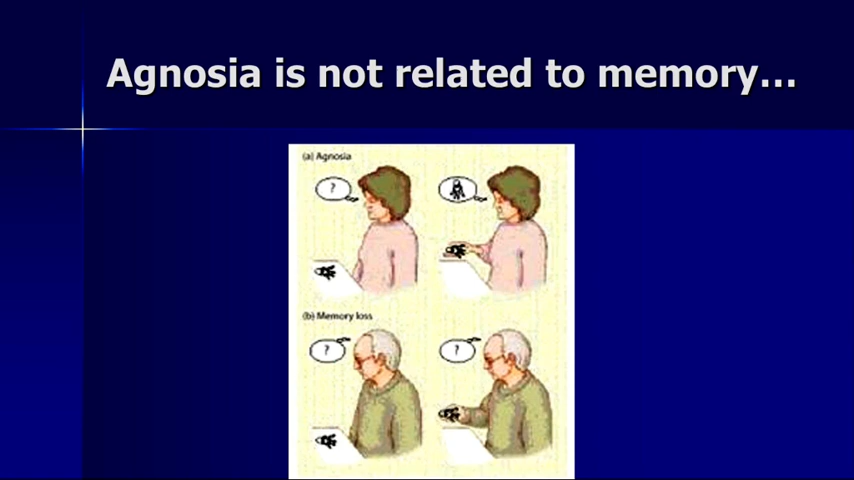 Agnosia is not related to memory...
(a) Agnosia
?
(b) Memory loss
?
?